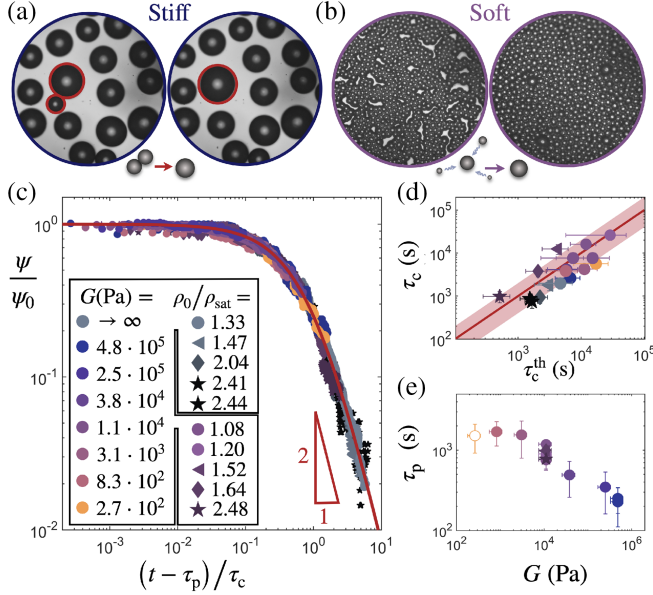 (a) Stiff
(b) Soft
(c)
ψ/ψ0
10^0
10^-1
10^-2
10^-3 10^-2 10^-1 10^0 10^1
(t − τp)/τc
G(Pa) = ρ0/ρsat =
→ ∞ 1.33
4.8 · 10^5 1.47
2.5 · 10^5 2.04
3.8 · 10^4 2.41
1.1 · 10^4 2.44
3.1 · 10^3 1.08
8.3 · 10^2 1.20
2.7 · 10^2 1.52
1.64
2.48
2
1
(d)
τc (s)
10^5
10^4
10^3
10^2
10^3 10^4 10^5
τc^th (s)
(e)
τp (s)
10^3
10^2
10^2 10^4 10^6
G (Pa)